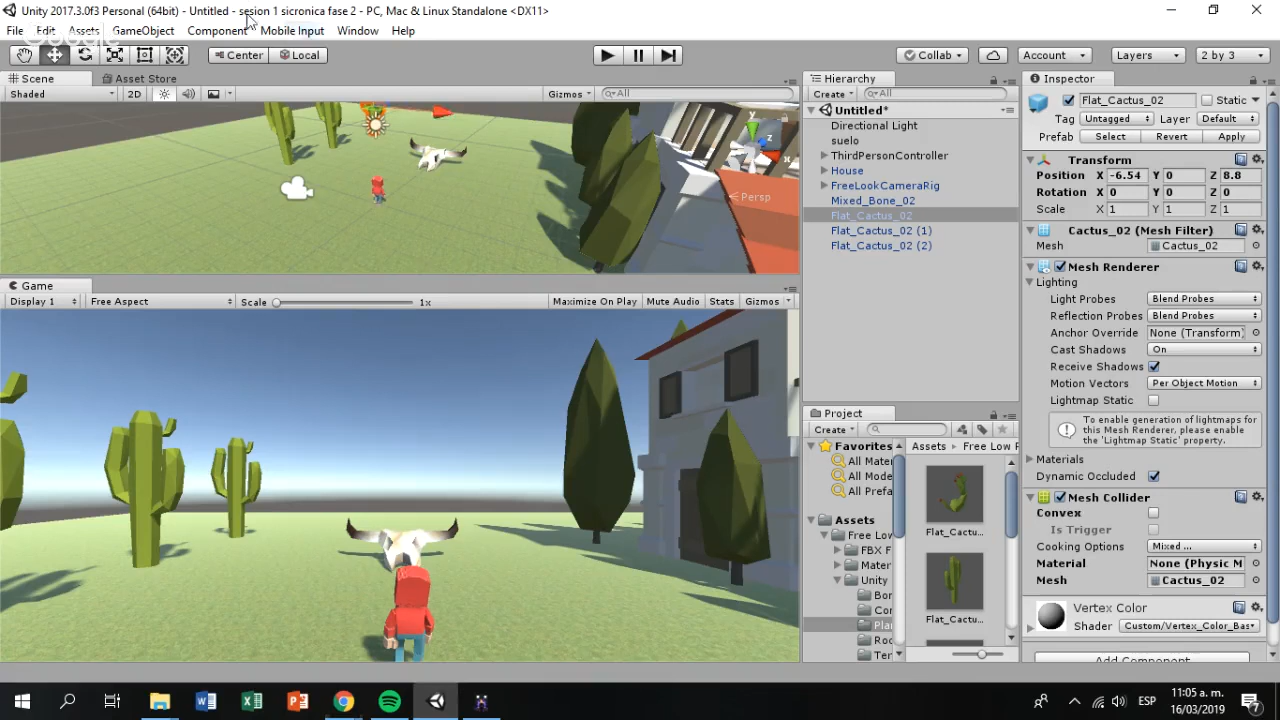 Unity 2017.3.0f3 Personal (64bit) - Untitled - sesion 1 sicronica fase 2 - PC, Mac & Linux Standalone <DX11>
File Edit Assets GameObject Component Mobile Input Window Help
Google
Center Local Collab Account Layers 2 by 3
Scene Asset Store
Shaded 2D Gizmos All
Persp
Game
Display 1 Free Aspect Scale 1x Maximize On Play Mute Audio Stats Gizmos
Hierarchy
Create All
Untitled*
Directional Light
suelo
ThirdPersonController
House
FreeLookCameraRig
Mixed_Bone_02
Flat_Cactus_02
Flat_Cactus_02 (1)
Flat_Cactus_02 (2)
Project
Create
Favorites
All Mater
All Mode
All Prefa
Assets
Free Low
FBX F
Mater
Unity
Bon
Cor
Plan
Roc
Ter
Assets Free Low P
Flat_Cactu...
Flat_Cactu...
Inspector
Flat_Cactus_02 Static
Tag Untagged Layer Default
Prefab Select Revert Apply
Transform
Position X -6.54 Y 0 Z 8.8
Rotation X 0 Y 0 Z 0
Scale X 1 Y 1 Z 1
Cactus_02 (Mesh Filter)
Mesh Cactus_02
Mesh Renderer
Lighting
Light Probes Blend Probes
Reflection Probes Blend Probes
Anchor Override None (Transform)
Cast Shadows On
Receive Shadows
Motion Vectors Per Object Motion
Lightmap Static
To enable generation of lightmaps for
this Mesh Renderer, please enable
the 'Lightmap Static' property.
Materials
Dynamic Occluded
Mesh Collider
Convex
Is Trigger
Cooking Options Mixed ...
Material None (Physic M
Mesh Cactus_02
Vertex Color
Shader Custom/Vertex_Color_Bas
Add Component
ESP 11:05 a. m.
16/03/2019
7